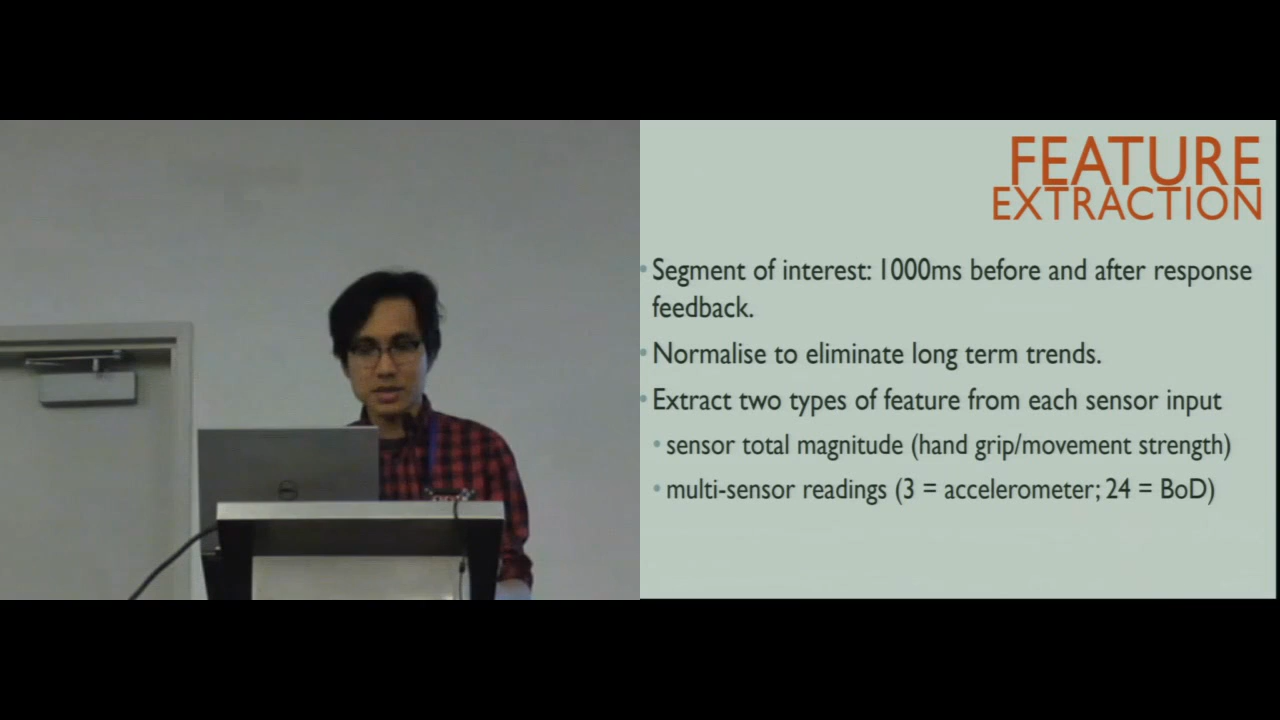 FEATURE
EXTRACTION
• Segment of interest: 1000ms before and after response
feedback.
• Normalise to eliminate long term trends.
• Extract two types of feature from each sensor input
• sensor total magnitude (hand grip/movement strength)
• multi-sensor readings (3 = accelerometer; 24 = BoD)